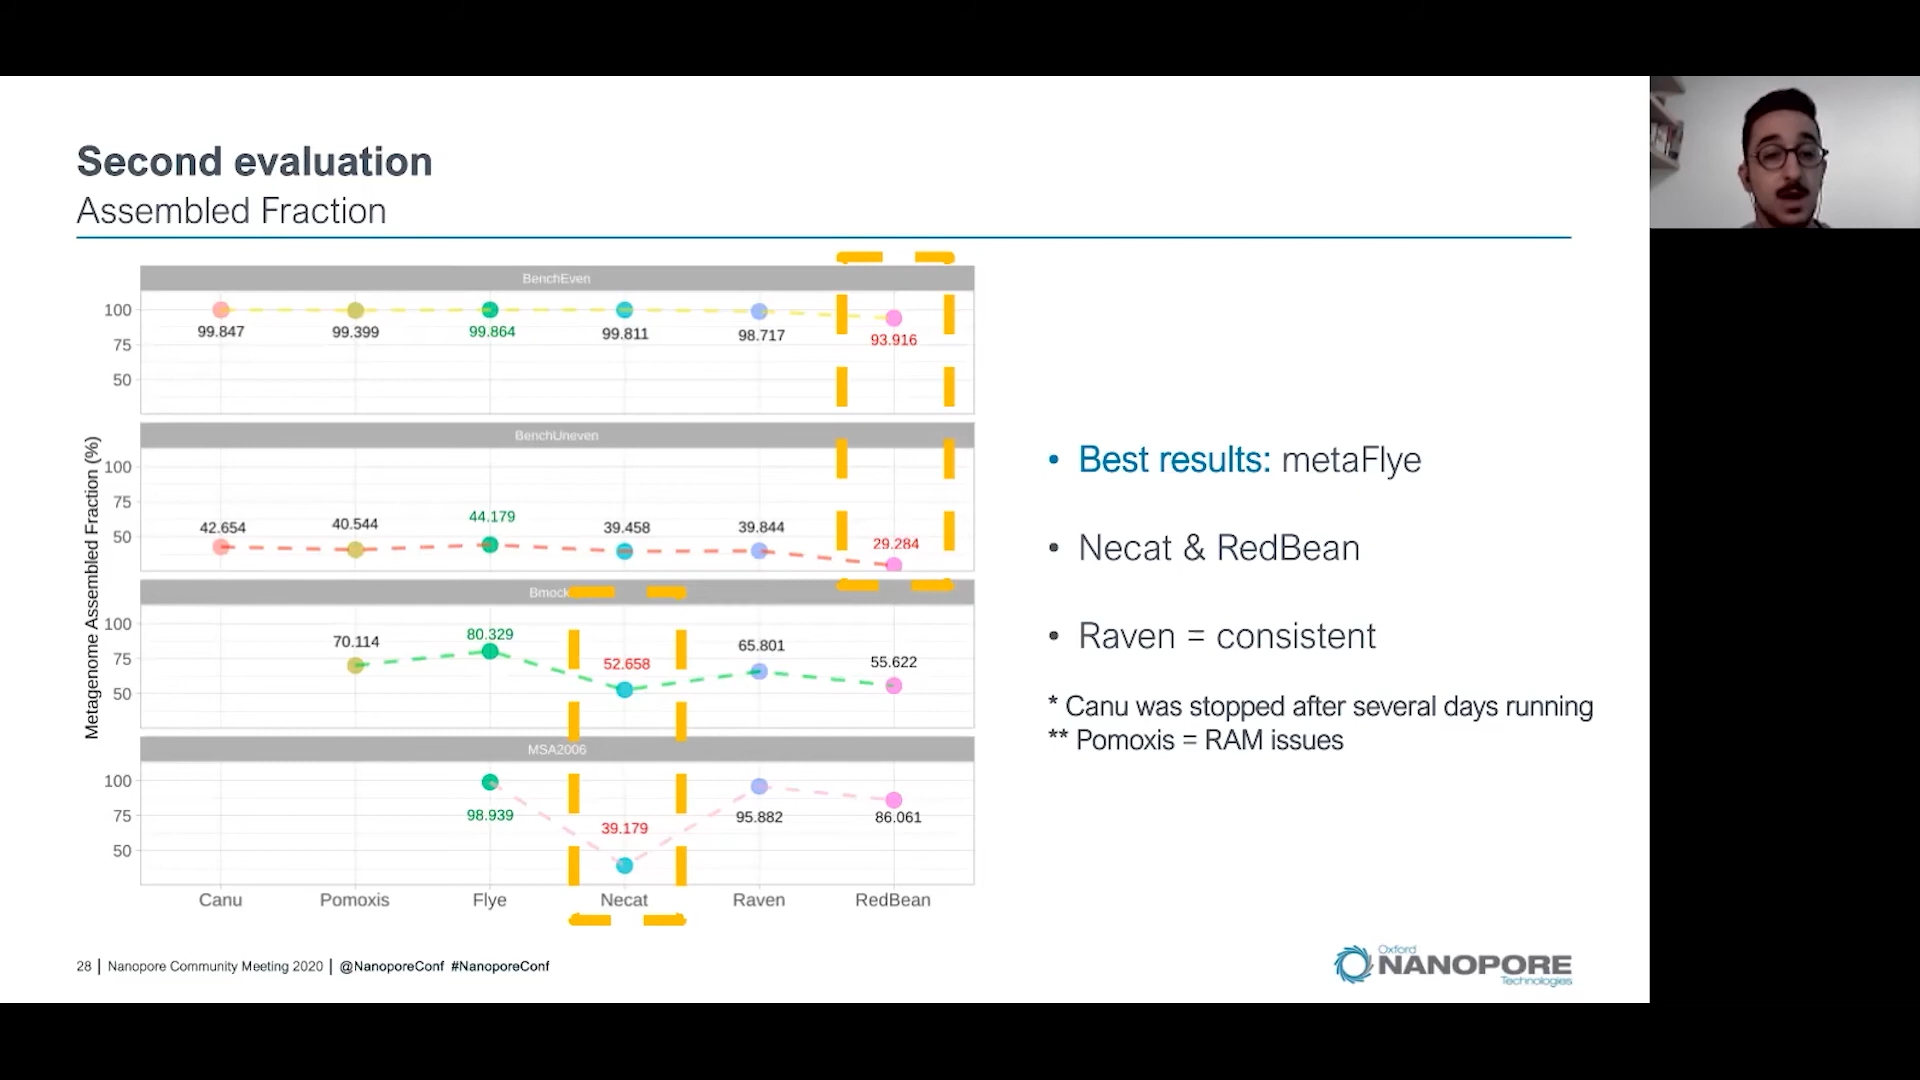 Second evaluation
Assembled Fraction
Metagenome Assembled Fraction (%)
BenchEven
100
75
50
99.847
99.399
99.864
99.811
98.717
93.916
BenchUneven
100
75
50
42.654
40.544
44.179
39.458
39.844
29.284
Bmock
100
75
50
70.114
80.329
52.658
65.801
55.622
MSA2006
100
75
50
98.939
39.179
95.882
86.061
Canu Pomoxis Flye Necat Raven RedBean
• Best results: metaFlye
• Necat & RedBean
• Raven = consistent
* Canu was stopped after several days running
** Pomoxis = RAM issues
28 | Nanopore Community Meeting 2020 | @NanoporeConf #NanoporeConf
Oxford
NANOPORE
Technologies